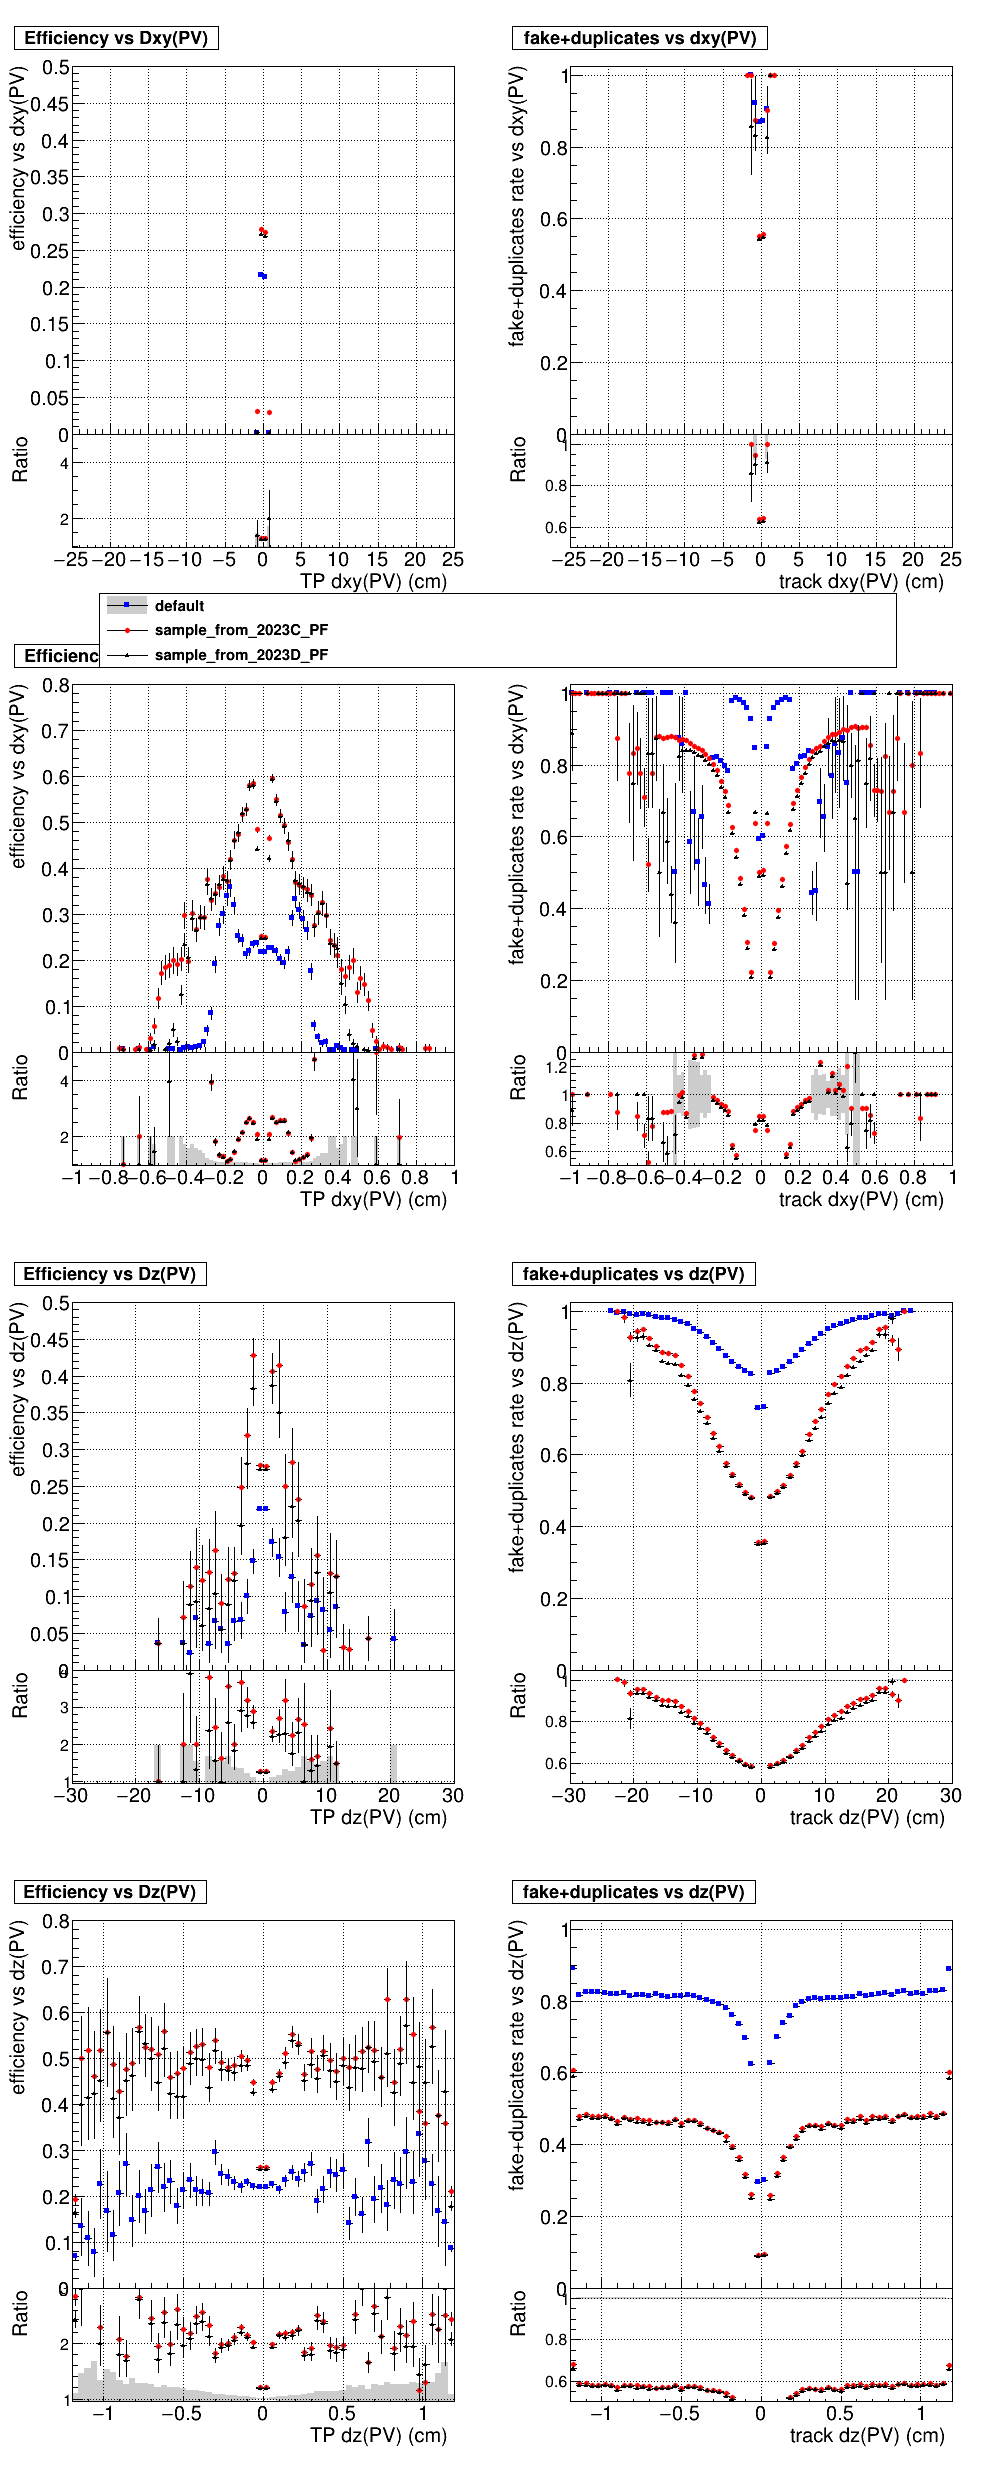 Efficiency vs Dxy(PV)
fake+duplicates vs dxy(PV)
efficiency vs dxy(PV)
0.5
0.45
0.4
0.35
0.3
0.25
0.2
0.15
0.1
0.05
0
Ratio
4
2
−25 −20 −15 −10 −5 0 5 10 15 20 25
TP dxy(PV) (cm)
fake+duplicates rate vs dxy(PV)
1
0.8
0.6
0.4
0.2
0
Ratio
1
0.8
0.6
−25 −20 −15 −10 −5 0 5 10 15 20 25
track dxy(PV) (cm)
default
sample_from_2023C_PF
sample_from_2023D_PF
Efficienc
efficiency vs dxy(PV)
0.8
0.7
0.6
0.5
0.4
0.3
0.2
0.1
0
Ratio
4
2
−1 −0.8 −0.6 −0.4 −0.2 0 0.2 0.4 0.6 0.8 1
TP dxy(PV) (cm)
fake+duplicates rate vs dxy(PV)
1
0.8
0.6
0.4
0.2
0
Ratio
1.2
1
0.8
0.6
−1 −0.8 −0.6 −0.4 −0.2 0 0.2 0.4 0.6 0.8 1
track dxy(PV) (cm)
Efficiency vs Dz(PV)
fake+duplicates vs dz(PV)
efficiency vs dz(PV)
0.5
0.45
0.4
0.35
0.3
0.25
0.2
0.15
0.1
0.05
0
Ratio
3
2
1
−30 −20 −10 0 10 20 30
TP dz(PV) (cm)
fake+duplicates rate vs dz(PV)
1
0.8
0.6
0.4
0.2
0
Ratio
1
0.8
0.6
−30 −20 −10 0 10 20 30
track dz(PV) (cm)
Efficiency vs Dz(PV)
fake+duplicates vs dz(PV)
efficiency vs dz(PV)
0.8
0.7
0.6
0.5
0.4
0.3
0.2
0.1
Ratio
2
1
−1 −0.5 0 0.5 1
TP dz(PV) (cm)
fake+duplicates rate vs dz(PV)
1
0.8
0.6
0.4
0.2
0
Ratio
1
0.8
0.6
−1 −0.5 0 0.5 1
track dz(PV) (cm)